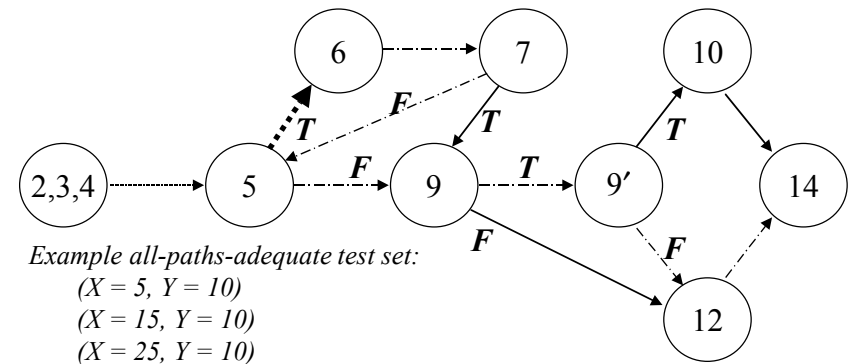 6
7
10
F
T
T
T
2,3,4
5
F
9
T
9′
14
F
F
Example all-paths-adequate test set:
(X = 5, Y = 10)
12
(X = 15, Y = 10)
(X = 25, Y = 10)